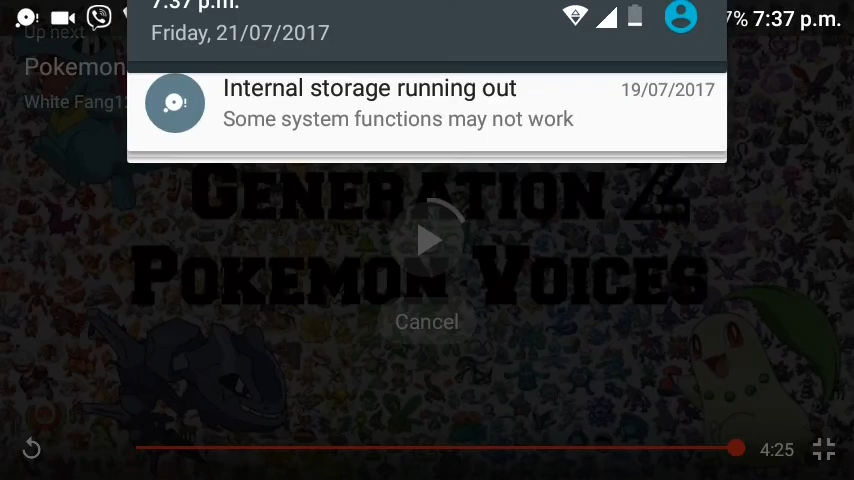 7:37 p.m.
7% 7:37 p.m.
Friday, 21/07/2017
Up next
Pokemon
White Fang12
Internal storage running out
19/07/2017
Some system functions may not work
Generation 2
Pokemon Voices
Cancel
4:25